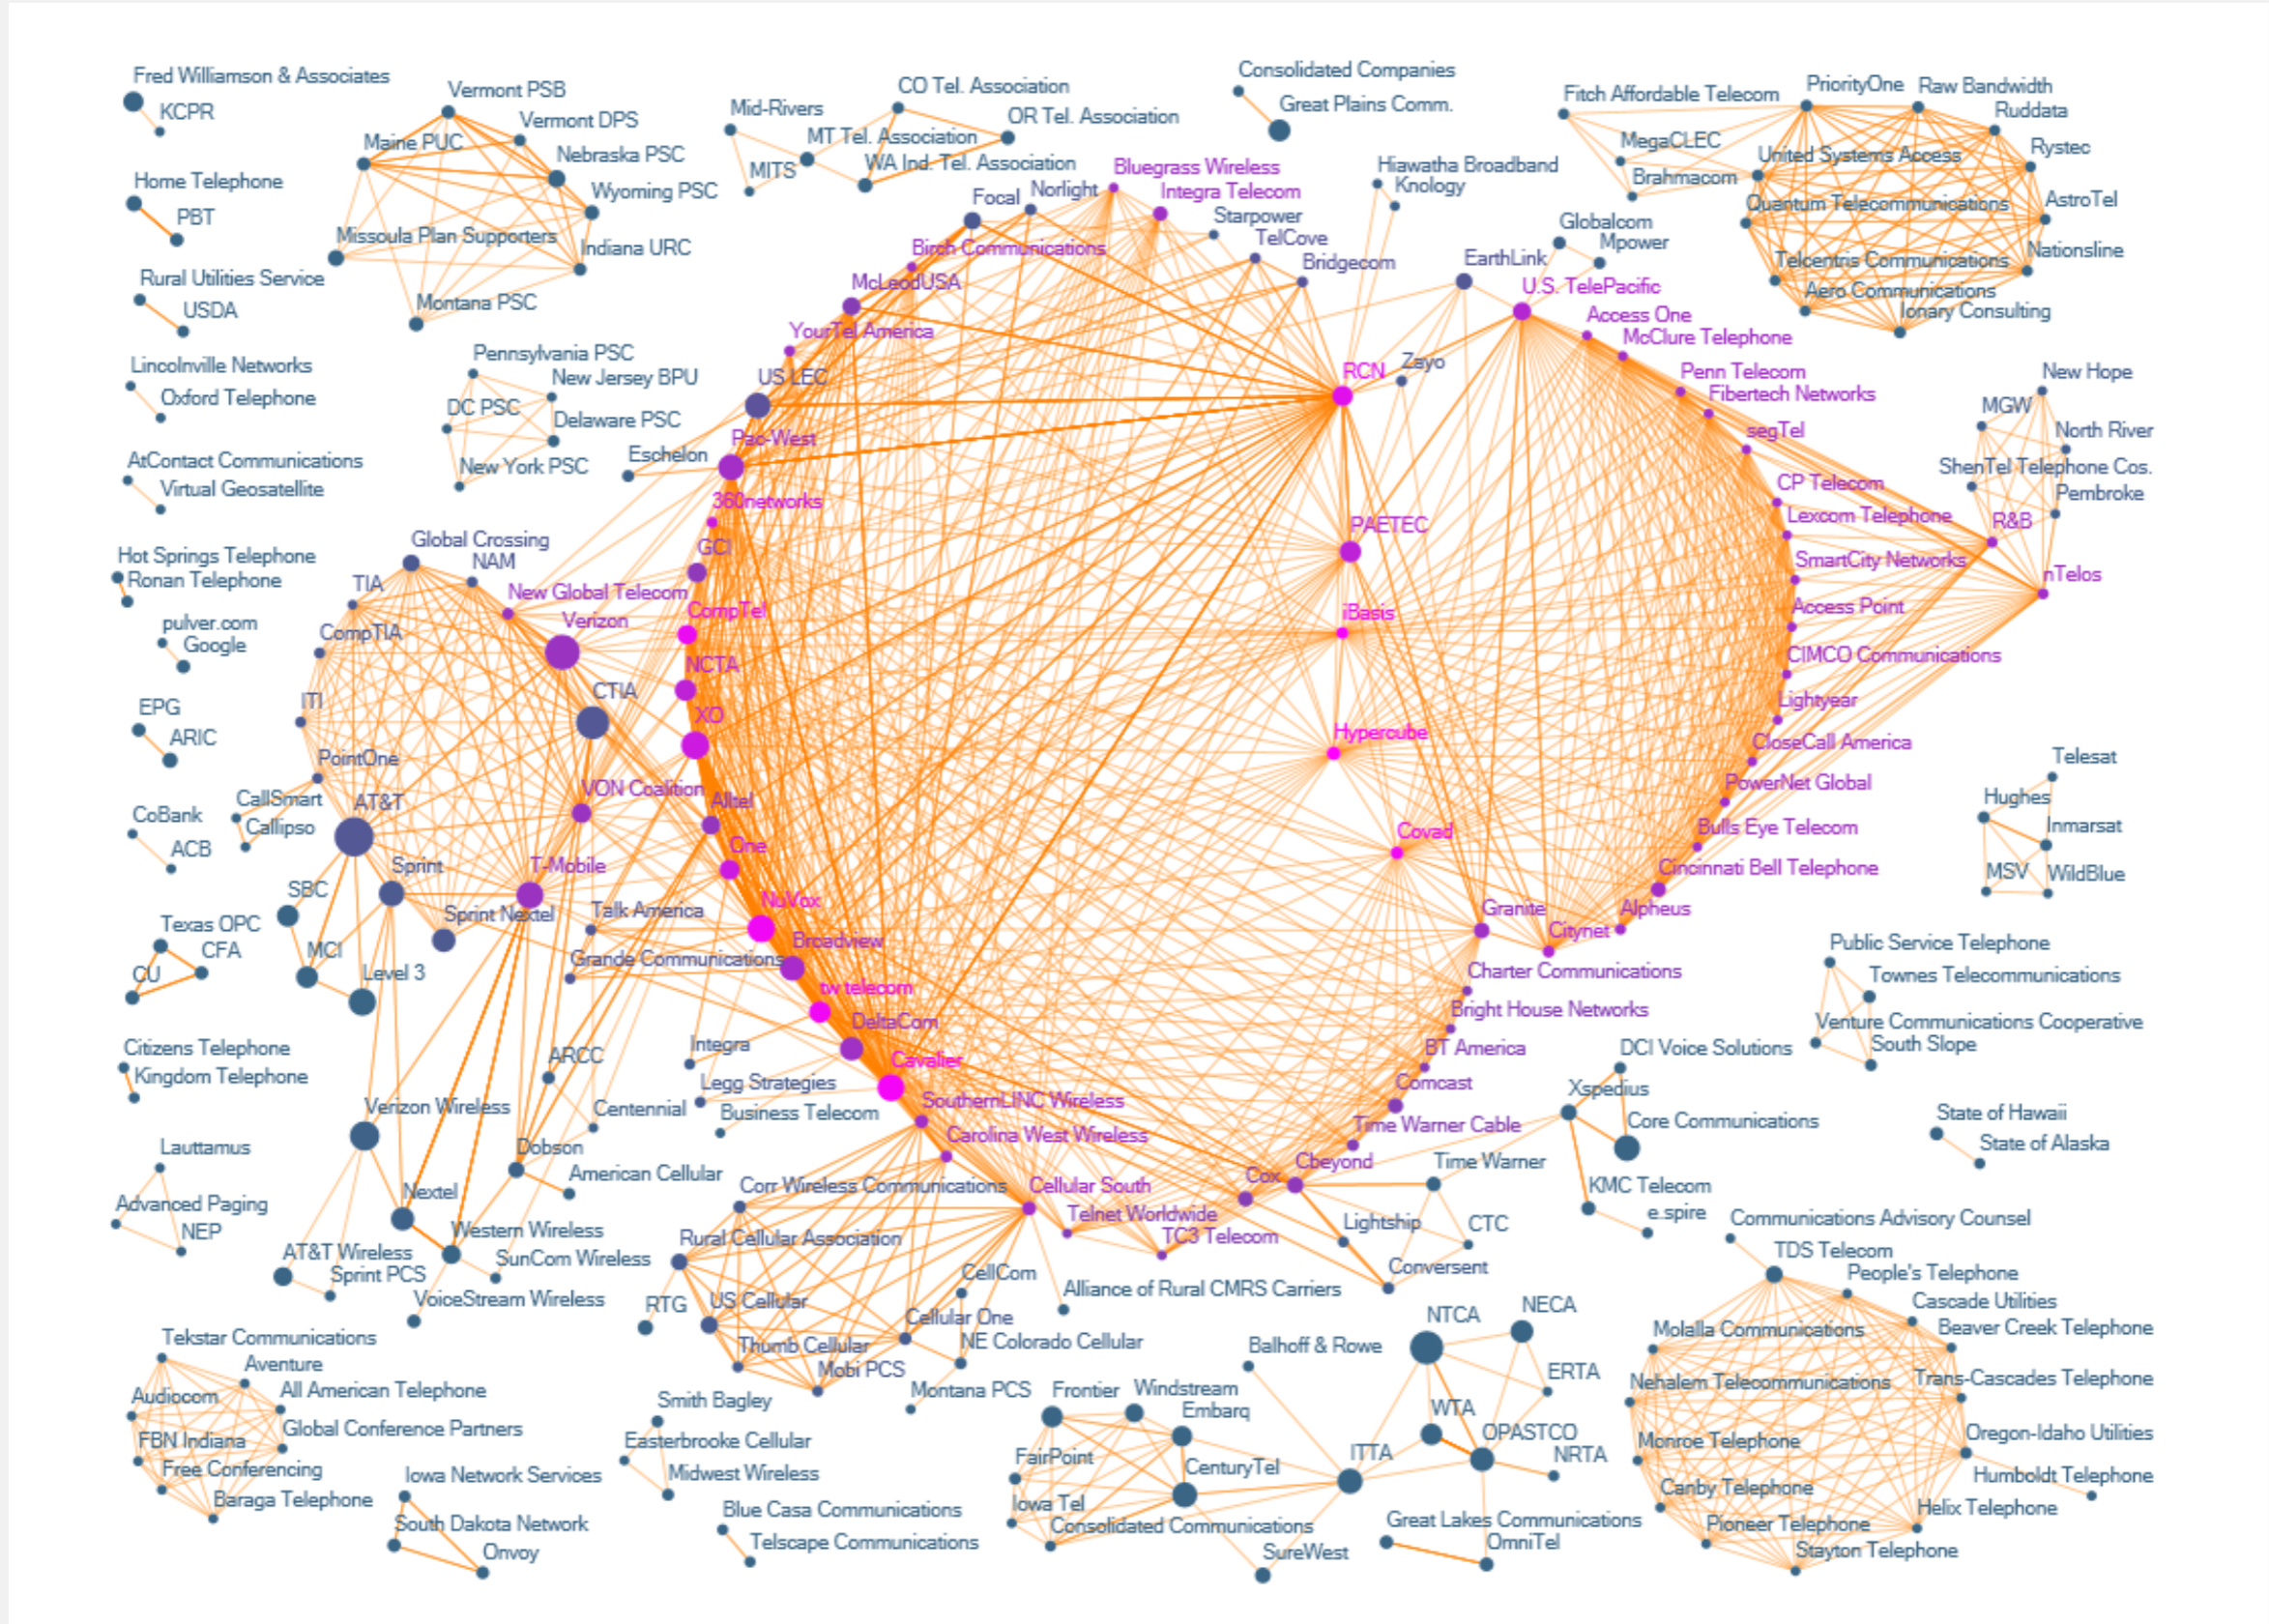 Fred Williamson & Associates
KCPR
Vermont PSB
Vermont DPS
Maine PUC
Nebraska PSC
Wyoming PSC
Missoula Plan Supporters
Indiana URC
Montana PSC
Mid-Rivers
CO Tel. Association
OR Tel. Association
MT Tel. Association
WA Ind. Tel. Association
MITS
Consolidated Companies
Great Plains Comm.
Fitch Affordable Telecom
PriorityOne
Raw Bandwidth
Ruddata
MegaCLEC
United Systems Access
Rystec
Brahmacom
Quantum Telecommunications
AstroTel
Nationsline
Telcentris Communications
Aero Communications
Ionary Consulting
Home Telephone
PBT
Rural Utilities Service
USDA
Lincolnville Networks
Oxford Telephone
AtContact Communications
Virtual Geosatellite
Hot Springs Telephone
Ronan Telephone
pulver.com
Google
EPG
ARIC
CoBank
ACB
Pennsylvania PSC
New Jersey BPU
DC PSC
Delaware PSC
New York PSC
Eschelon
Hiawatha Broadband
Knology
Bluegrass Wireless
Integra Telecom
Focal
Norlight
Starpower
TelCove
Bridgecom
Birch Communications
McLeodUSA
YourTel America
US LEC
Pac-West
360networks
GCI
CompTel
NCTA
XO
Alltel
One
NuVox
Broadview
tw telecom
DeltaCom
Cavalier
SouthernLINC Wireless
Carolina West Wireless
Cellular South
Telnet Worldwide
TC3 Telecom
Cox
Cbeyond
Time Warner Cable
Comcast
BT America
Bright House Networks
Charter Communications
Granite
Citynet
Alpheus
Cincinnati Bell Telephone
Bulls Eye Telecom
PowerNet Global
CloseCall America
Lightyear
CIMCO Communications
Access Point
SmartCity Networks
Lexcom Telephone
CP Telecom
segTel
Fibertech Networks
Penn Telecom
McClure Telephone
Access One
U.S. TelePacific
EarthLink
Globalcom
Mpower
Zayo
RCN
PAETEC
iBasis
Hypercube
Covad
New Hope
MGW
North River
ShenTel Telephone Cos.
Pembroke
R&B
nTelos
Global Crossing
NAM
TIA
New Global Telecom
CompTIA
Verizon
ITI
CTIA
PointOne
VON Coalition
CallSmart
Callipso
AT&T
Sprint
T-Mobile
Sprint Nextel
SBC
MCI
Level 3
Talk America
Grande Communications
Texas OPC
CFA
CU
Citizens Telephone
Kingdom Telephone
Lauttamus
Advanced Paging
NEP
Integra
Legg Strategies
Business Telecom
ARCC
Centennial
Verizon Wireless
Dobson
American Cellular
Nextel
Western Wireless
AT&T Wireless
Sprint PCS
SunCom Wireless
VoiceStream Wireless
Corr Wireless Communications
Rural Cellular Association
RTG
US Cellular
Thumb Cellular
Mobi PCS
CellCom
Cellular One
NE Colorado Cellular
Montana PCS
Alliance of Rural CMRS Carriers
Telesat
Hughes
Inmarsat
MSV
WildBlue
Public Service Telephone
Townes Telecommunications
Venture Communications Cooperative
South Slope
DCI Voice Solutions
Xspedius
Core Communications
KMC Telecom
e.spire
State of Hawaii
State of Alaska
Time Warner
Lightship
CTC
Conversent
Communications Advisory Counsel
TDS Telecom
People's Telephone
Cascade Utilities
Beaver Creek Telephone
Molalla Communications
Nehalem Telecommunications
Trans-Cascades Telephone
Monroe Telephone
Oregon-Idaho Utilities
Humboldt Telephone
Canby Telephone
Helix Telephone
Pioneer Telephone
Stayton Telephone
Tekstar Communications
Aventure
Audiocom
All American Telephone
Global Conference Partners
FBN Indiana
Free Conferencing
Baraga Telephone
Iowa Network Services
South Dakota Network
Onvoy
Smith Bagley
Easterbrooke Cellular
Midwest Wireless
Blue Casa Communications
Telscape Communications
Frontier
Windstream
Embarq
FairPoint
CenturyTel
Iowa Tel
Consolidated Communications
SureWest
ITTA
Balhoff & Rowe
NTCA
NECA
ERTA
WTA
OPASTCO
NRTA
Great Lakes Communications
OmniTel